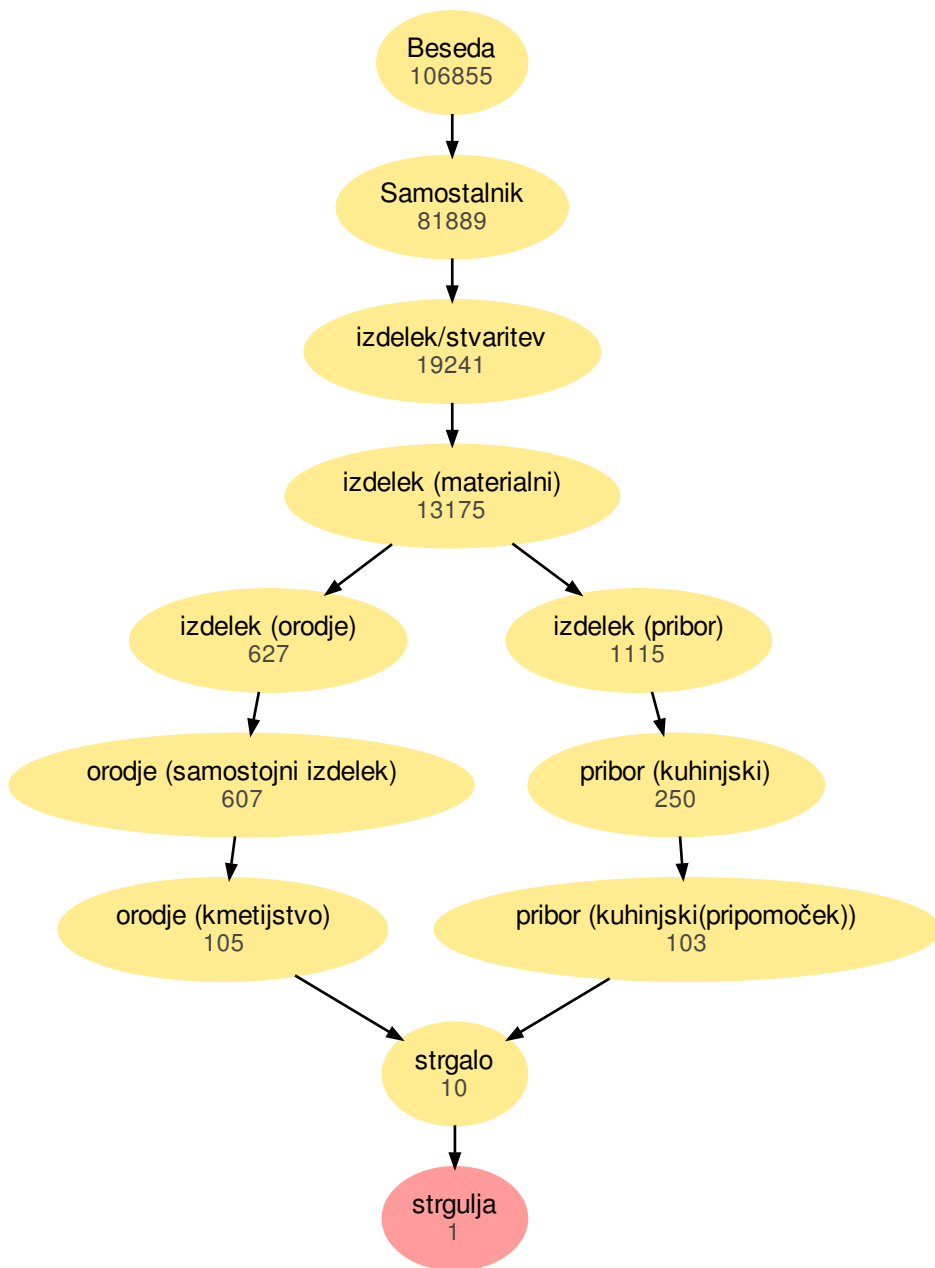 Beseda
106855
Samostalnik
81889
izdelek/stvaritev
19241
izdelek (materialni)
13175
izdelek (orodje)
627
izdelek (pribor)
1115
orodje (samostojni izdelek)
607
pribor (kuhinjski)
250
orodje (kmetijstvo)
105
pribor (kuhinjski(pripomoček))
103
strgalo
10
strgulja
1